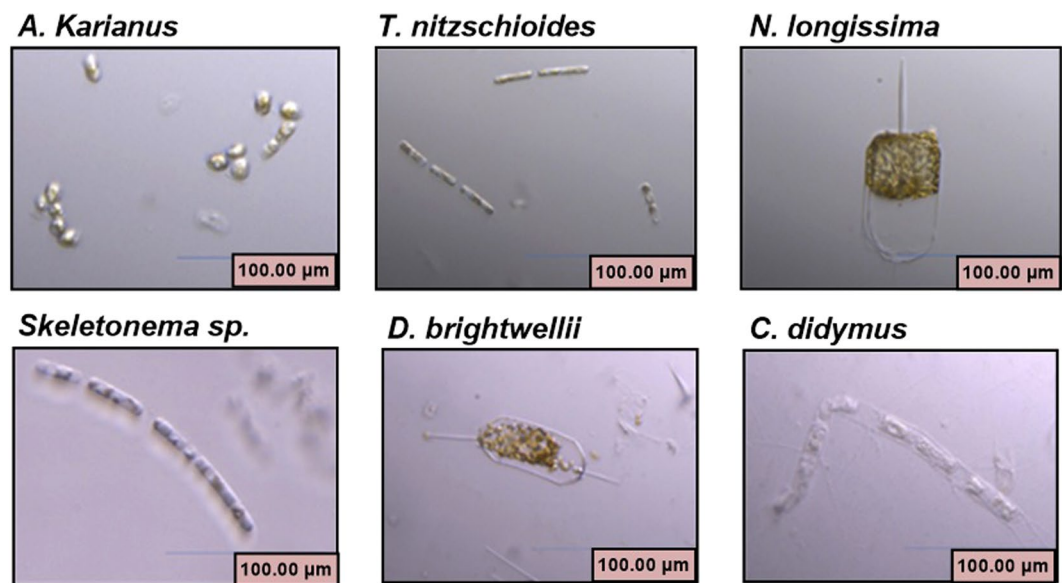 A. Karianus
T. nitzschioides
N. longissima
100.00 µm
100.00 µm
100.00 µm
Skeletonema sp.
D. brightwellii
C. didymus
100.00 µm
100.00 µm
100.00 µm